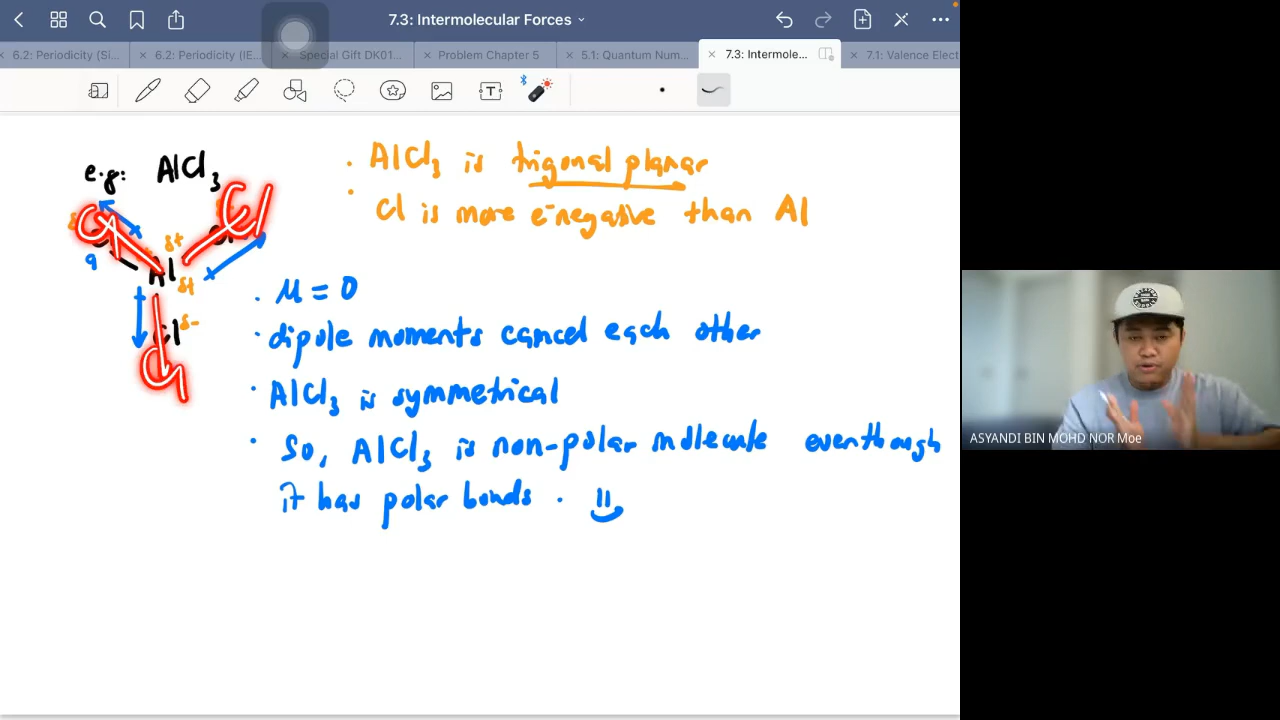 7.3: Intermolecular Forces
6.2: Periodicity (Si...
6.2: Periodicity (IE...
Special Gift DK01...
Problem Chapter 5
5.1: Quantum Num...
7.3: Intermole...
7.1: Valence Elect
T
e.g: AlCl3
• AlCl3 is trigonal planar
• Cl is more e-negative than Al
Cl
Cl
δ+
Al
δ+
Cl δ-
Cl
• μ = 0
• dipole moments cancel each other
• AlCl3 is symmetrical
• So, AlCl3 is non-polar molecule eventhough
it has polar bonds.
ASYANDI BIN MOHD NOR Moe